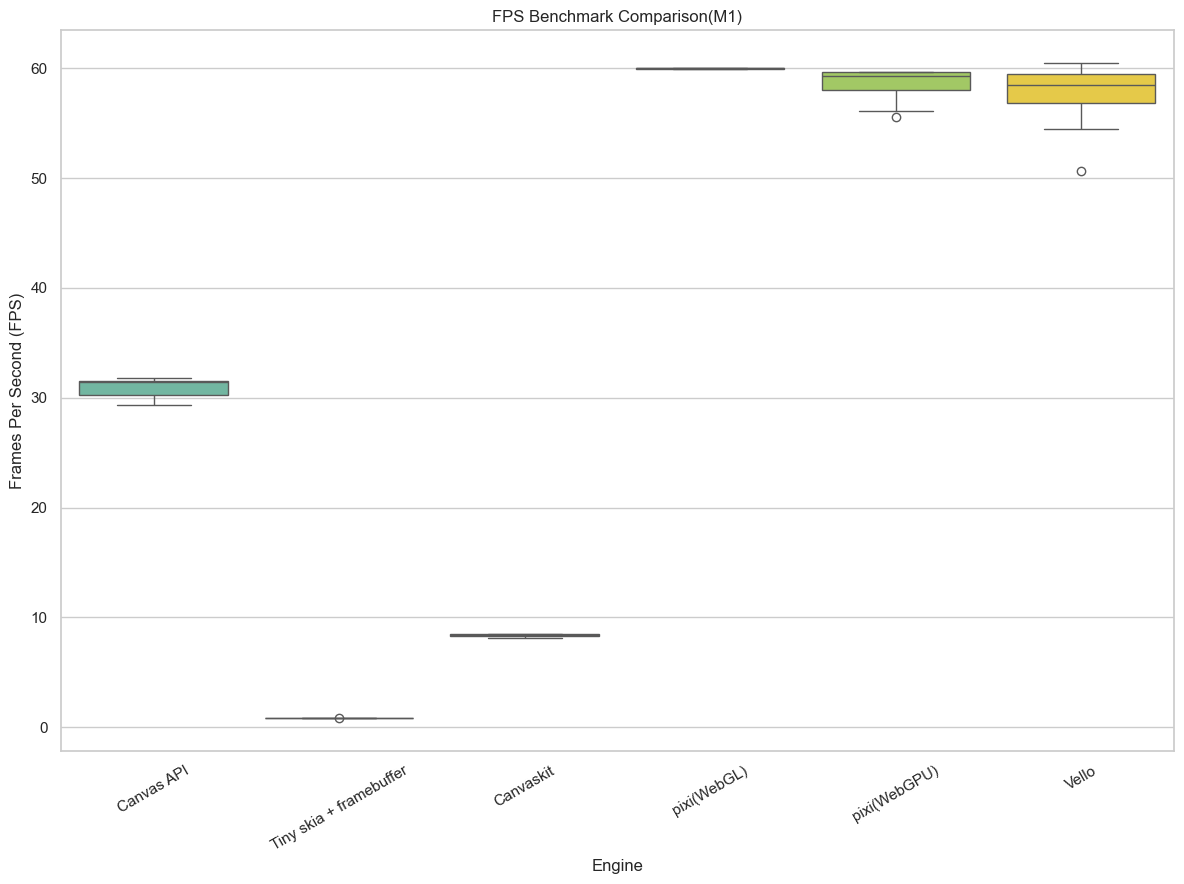 FPS Benchmark Comparison(M1)
Frames Per Second (FPS)
60
50
40
30
20
10
0
Canvas API
Tiny skia + framebuffer
Canvaskit
pixi(WebGL)
pixi(WebGPU)
Vello
Engine